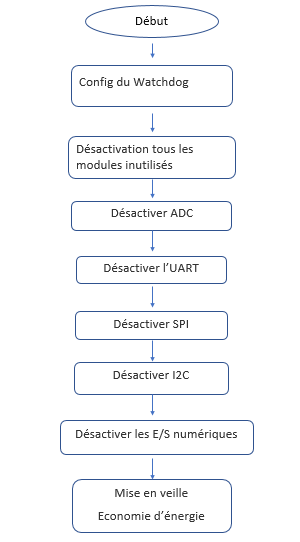 Début
Config du Watchdog
Désactivation tous les
modules inutilisés
Désactiver ADC
Désactiver l’UART
Désactiver SPI
Désactiver I2C
Désactiver les E/S numériques
Mise en veille
Economie d’énergie